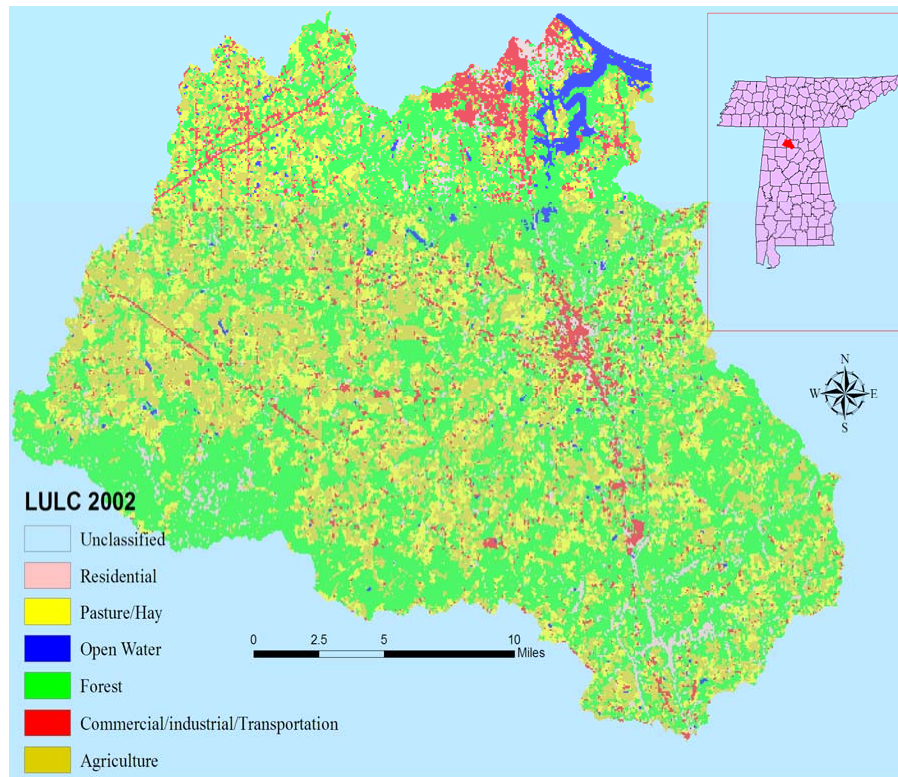 N
W E
S
LULC 2002
Unclassified
Residential
Pasture/Hay
Open Water
Forest
Commercial/industrial/Transportation
Agriculture
0 2.5 5 10
Miles